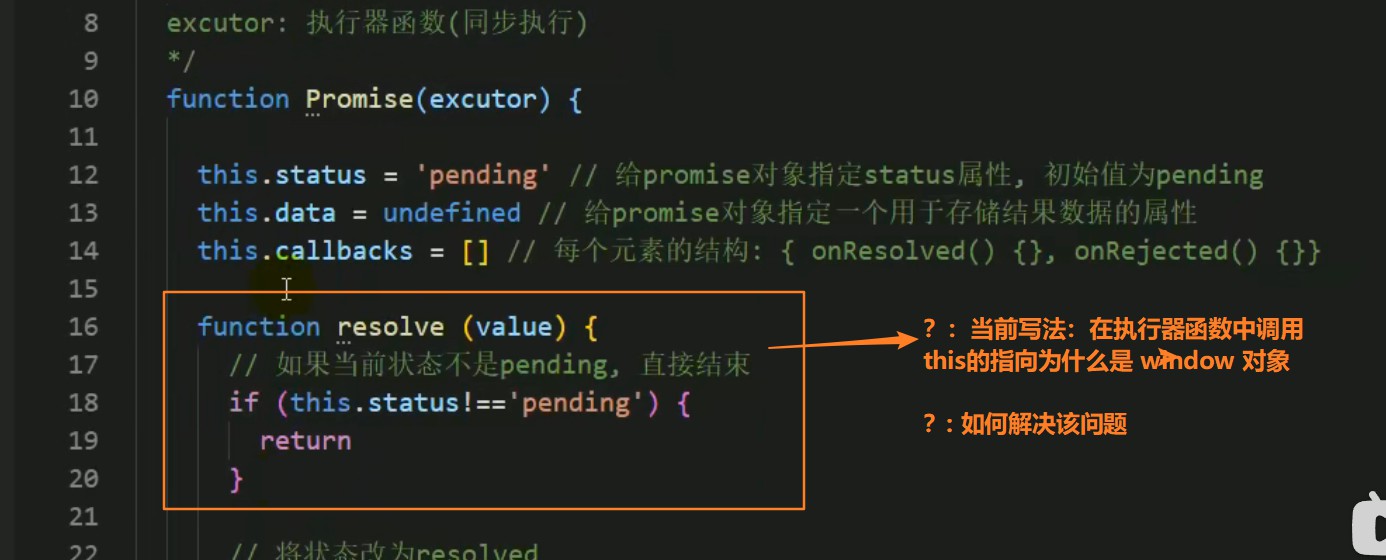 8 excutor: 执行器函数(同步执行)
9 */
10 function Promise(excutor) {
11
12 this.status = 'pending' // 给promise对象指定status属性, 初始值为pending
13 this.data = undefined // 给promise对象指定一个用于存储结果数据的属性
14 this.callbacks = [] // 每个元素的结构: { onResolved() {}, onRejected() {}}
15
16 function resolve (value) {
17 // 如果当前状态不是pending, 直接结束
18 if (this.status!=='pending') {
19 return
20 }
21
22 // 将状态改为resolved
？：当前写法：在执行器函数中调用
this的指向为什么是 window 对象
？: 如何解决该问题